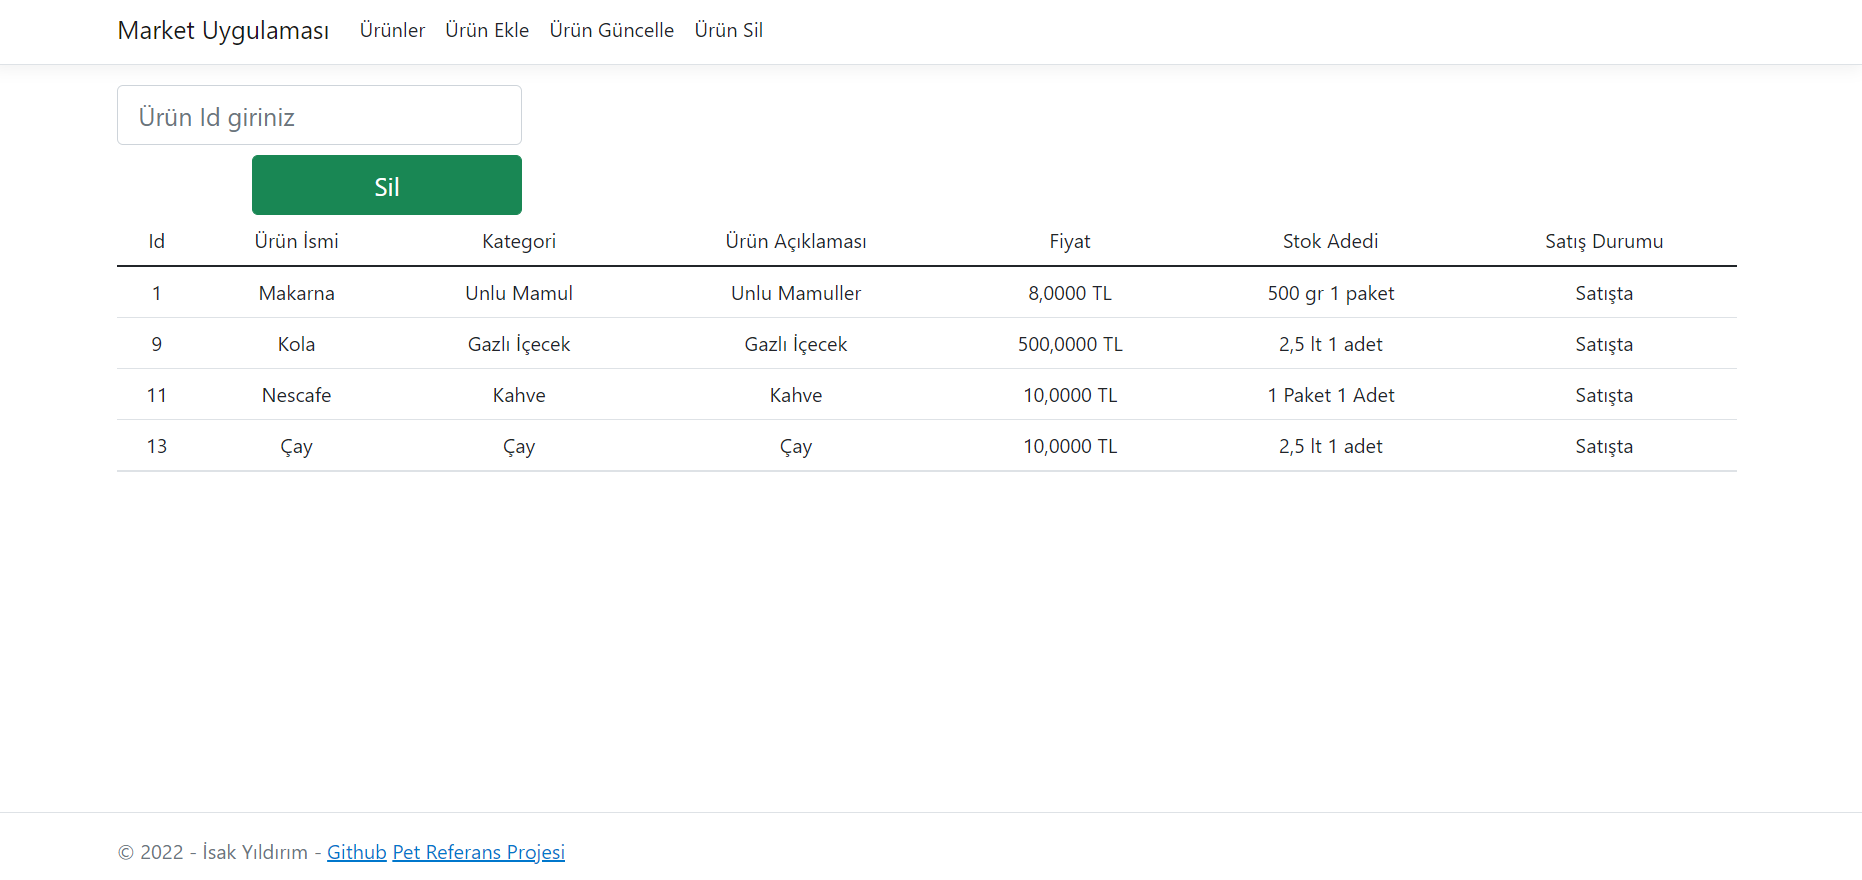 Market Uygulaması Ürünler Ürün Ekle Ürün Güncelle Ürün Sil
Ürün Id giriniz
Sil
Id Ürün İsmi Kategori Ürün Açıklaması Fiyat Stok Adedi Satış Durumu
1 Makarna Unlu Mamul Unlu Mamuller 8,0000 TL 500 gr 1 paket Satışta
9 Kola Gazlı İçecek Gazlı İçecek 500,0000 TL 2,5 lt 1 adet Satışta
11 Nescafe Kahve Kahve 10,0000 TL 1 Paket 1 Adet Satışta
13 Çay Çay Çay 10,0000 TL 2,5 lt 1 adet Satışta
© 2022 - İsak Yıldırım - Github Pet Referans Projesi